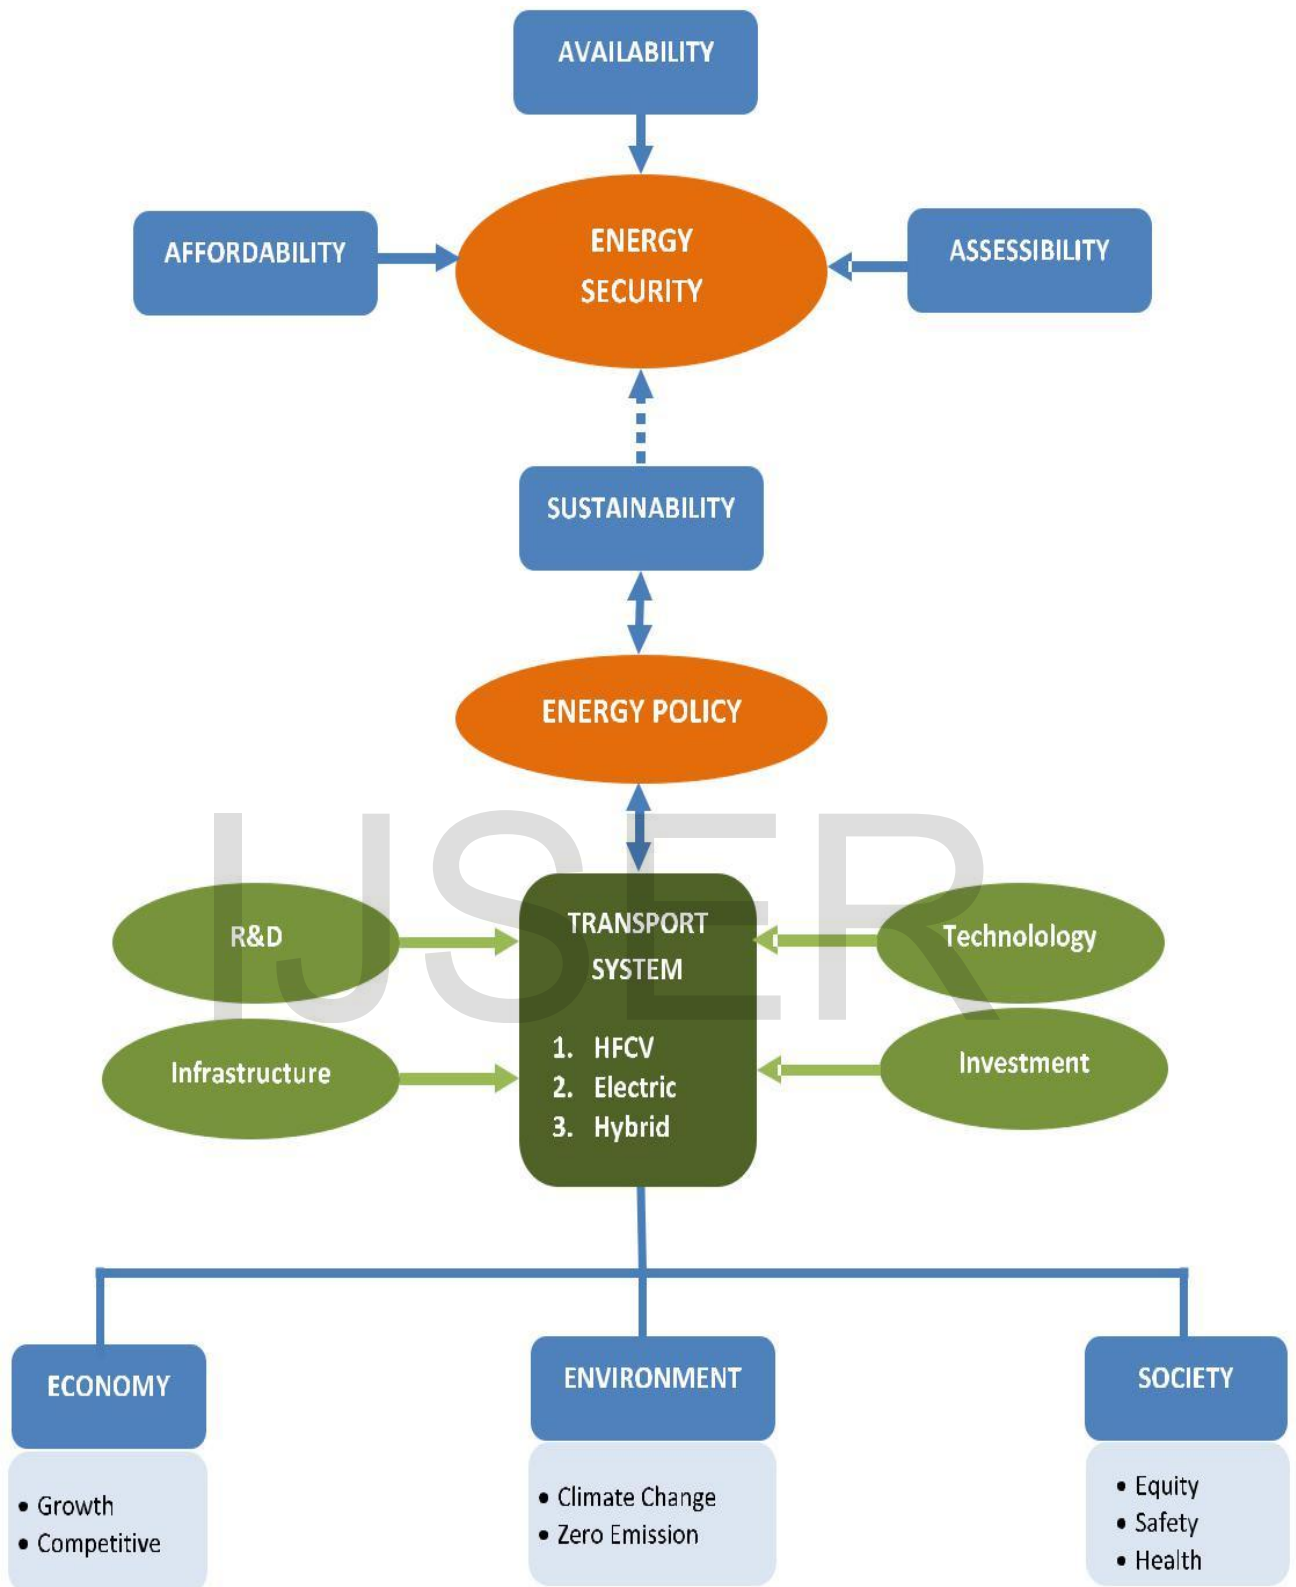 AVAILABILITY
AFFORDABILITY
ENERGY
SECURITY
ASSESSIBILITY
SUSTAINABILITY
ENERGY POLICY
IJSER
R&D
TRANSPORT
SYSTEM
Technolology
Infrastructure
1. HFCV
2. Electric
3. Hybrid
Investment
ECONOMY
• Growth
• Competitive
ENVIRONMENT
• Climate Change
• Zero Emission
SOCIETY
• Equity
• Safety
• Health